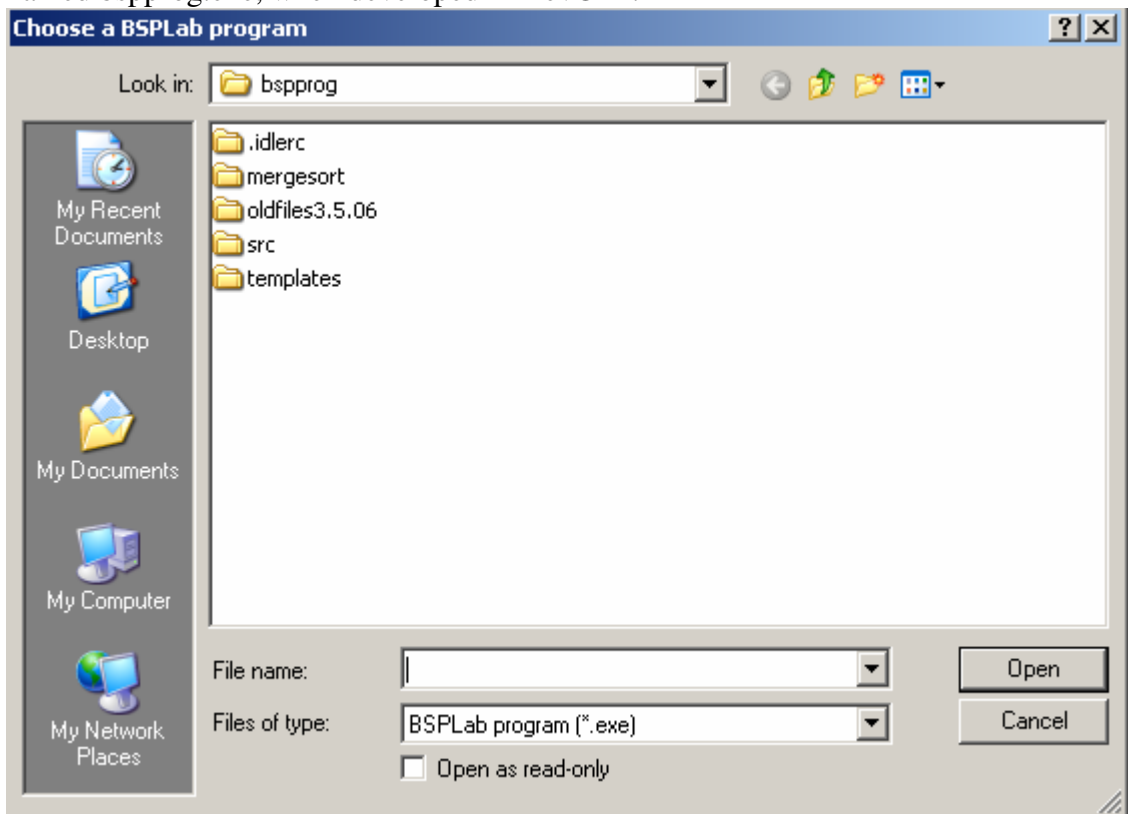 Choose a BSPLab program
Look in:
bspprog
.idlerc
mergesort
oldfiles3.5.06
src
templates
My Recent
Documents
Desktop
My Documents
My Computer
My Network
Places
File name:
Open
Files of type:
BSPLab program (*.exe)
Cancel
Open as read-only